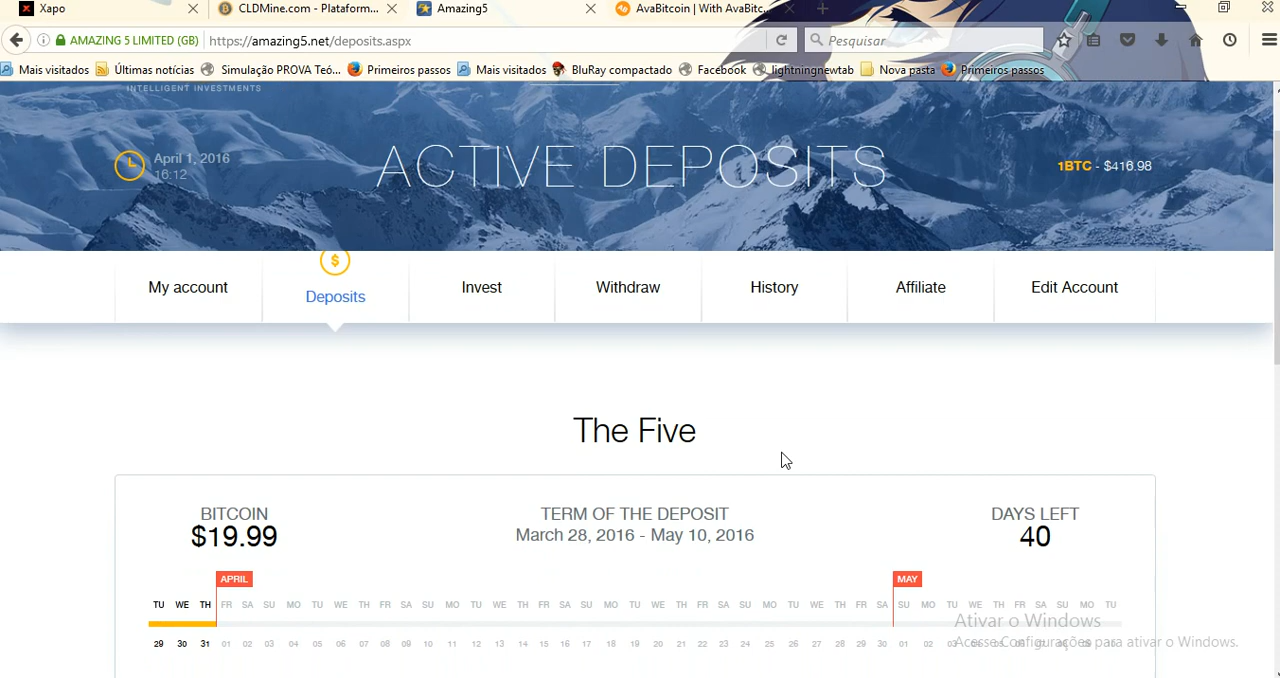 Xapo
CLDMine.com - Plataform...
Amazing5
AvaBitcoin | With AvaBitc...
AMAZING 5 LIMITED (GB)
https://amazing5.net/deposits.aspx
Pesquisar
Mais visitados
Últimas notícias
Simulação PROVA Teó...
Primeiros passos
Mais visitados
BluRay compactado
Facebook
lightningnewtab
Nova pasta
Primeiros passos
INTELLIGENT INVESTMENTS
April 1, 2016
16:12
ACTIVE DEPOSITS
1BTC - $416.98
My account
Deposits
Invest
Withdraw
History
Affiliate
Edit Account
The Five
BITCOIN
$19.99
TERM OF THE DEPOSIT
March 28, 2016 - May 10, 2016
DAYS LEFT
40
APRIL
MAY
TU WE TH FR SA SU MO TU WE TH FR SA SU MO TU WE TH FR SA SU MO TU WE TH FR SA SU MO TU WE TH FR SA SU MO TU WE TH FR SA SU MO TU
29 30 31 01 02 03 04 05 06 07 08 09 10 11 12 13 14 15 16 17 18 19 20 21 22 23 24 25 26 27 28 29 30 01 02
Ativar o Windows
Acesse Configurações para ativar o Windows.